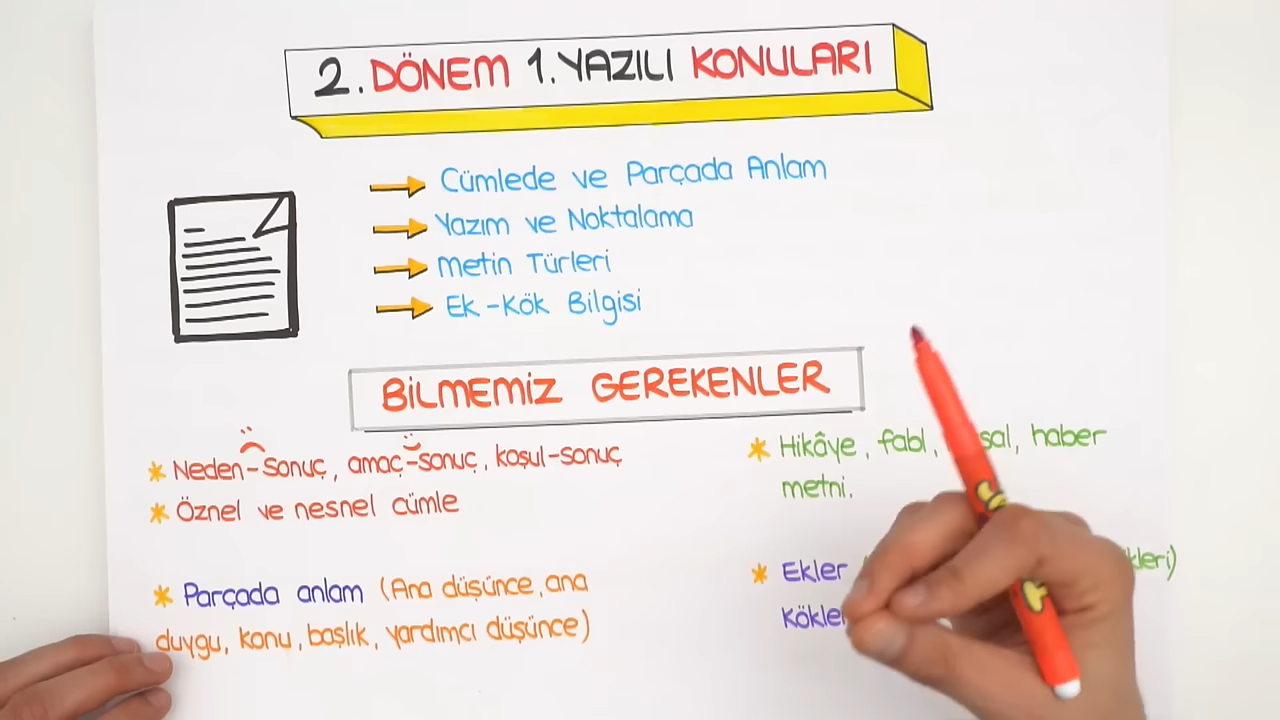 2. DÖNEM 1. YAZILI KONULARI
Cümlede ve Parçada Anlam
Yazım ve Noktalama
Metin Türleri
Ek-Kök Bilgisi
BİLMEMİZ GEREKENLER
* Neden-Sonuç, amaç-sonuç, koşul-sonuç
* Öznel ve nesnel cümle
* Parçada anlam (Ana düşünce, ana
duygu, konu, başlık, yardımcı düşünce)
* Hikâye, fabl, haber
metni.
* Ekler